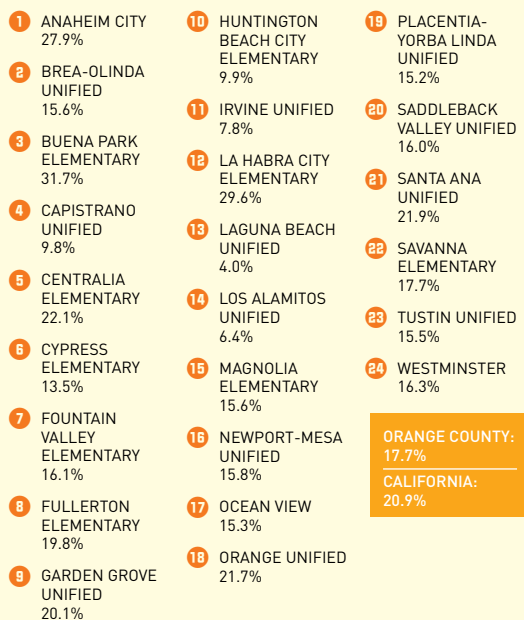 1 ANAHEIM CITY
27.9%
2 BREA-OLINDA
UNIFIED
15.6%
3 BUENA PARK
ELEMENTARY
31.7%
4 CAPISTRANO
UNIFIED
9.8%
5 CENTRALIA
ELEMENTARY
22.1%
6 CYPRESS
ELEMENTARY
13.5%
7 FOUNTAIN
VALLEY
ELEMENTARY
16.1%
8 FULLERTON
ELEMENTARY
19.8%
9 GARDEN GROVE
UNIFIED
20.1%
10 HUNTINGTON
BEACH CITY
ELEMENTARY
9.9%
11 IRVINE UNIFIED
7.8%
12 LA HABRA CITY
ELEMENTARY
29.6%
13 LAGUNA BEACH
UNIFIED
4.0%
14 LOS ALAMITOS
UNIFIED
6.4%
15 MAGNOLIA
ELEMENTARY
15.6%
16 NEWPORT-MESA
UNIFIED
15.8%
17 OCEAN VIEW
15.3%
18 ORANGE UNIFIED
21.7%
19 PLACENTIA-
YORBA LINDA
UNIFIED
15.2%
20 SADDLEBACK
VALLEY UNIFIED
16.0%
21 SANTA ANA
UNIFIED
21.9%
22 SAVANNA
ELEMENTARY
17.7%
23 TUSTIN UNIFIED
15.5%
24 WESTMINSTER
16.3%
ORANGE COUNTY:
17.7%
CALIFORNIA:
20.9%